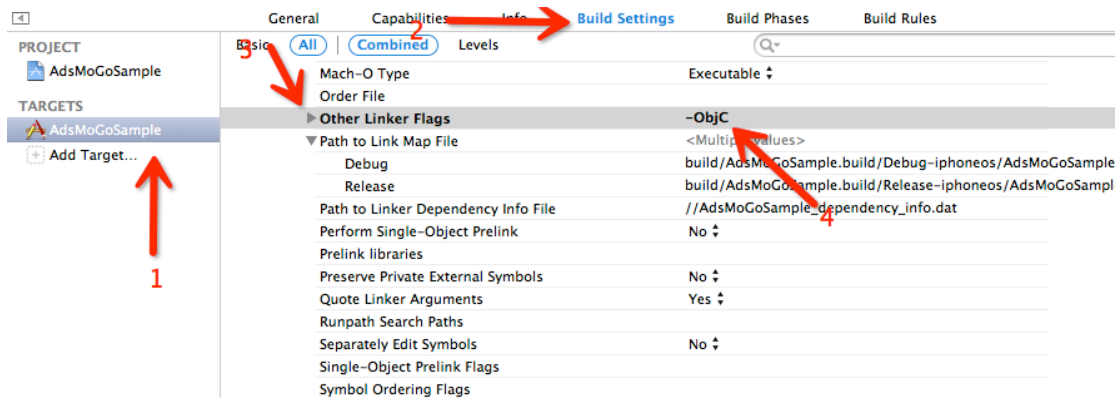 General Capabilities Info Build Settings Build Phases Build Rules
2
PROJECT
Basic All Combined Levels
3
AdsMoGoSample
Mach-O Type Executable
Order File
TARGETS
Other Linker Flags -ObjC
AdsMoGoSample
Path to Link Map File <Multiple values>
Add Target...
Debug build/AdsMoGoSample.build/Debug-iphoneos/AdsMoGoSample
Release build/AdsMoGoSample.build/Release-iphoneos/AdsMoGoSampl
Path to Linker Dependency Info File //AdsMoGoSample_dependency_info.dat
4
Perform Single-Object Prelink No
Prelink libraries
1
Preserve Private External Symbols No
Quote Linker Arguments Yes
Runpath Search Paths
Separately Edit Symbols No
Single-Object Prelink Flags
Symbol Ordering Flags